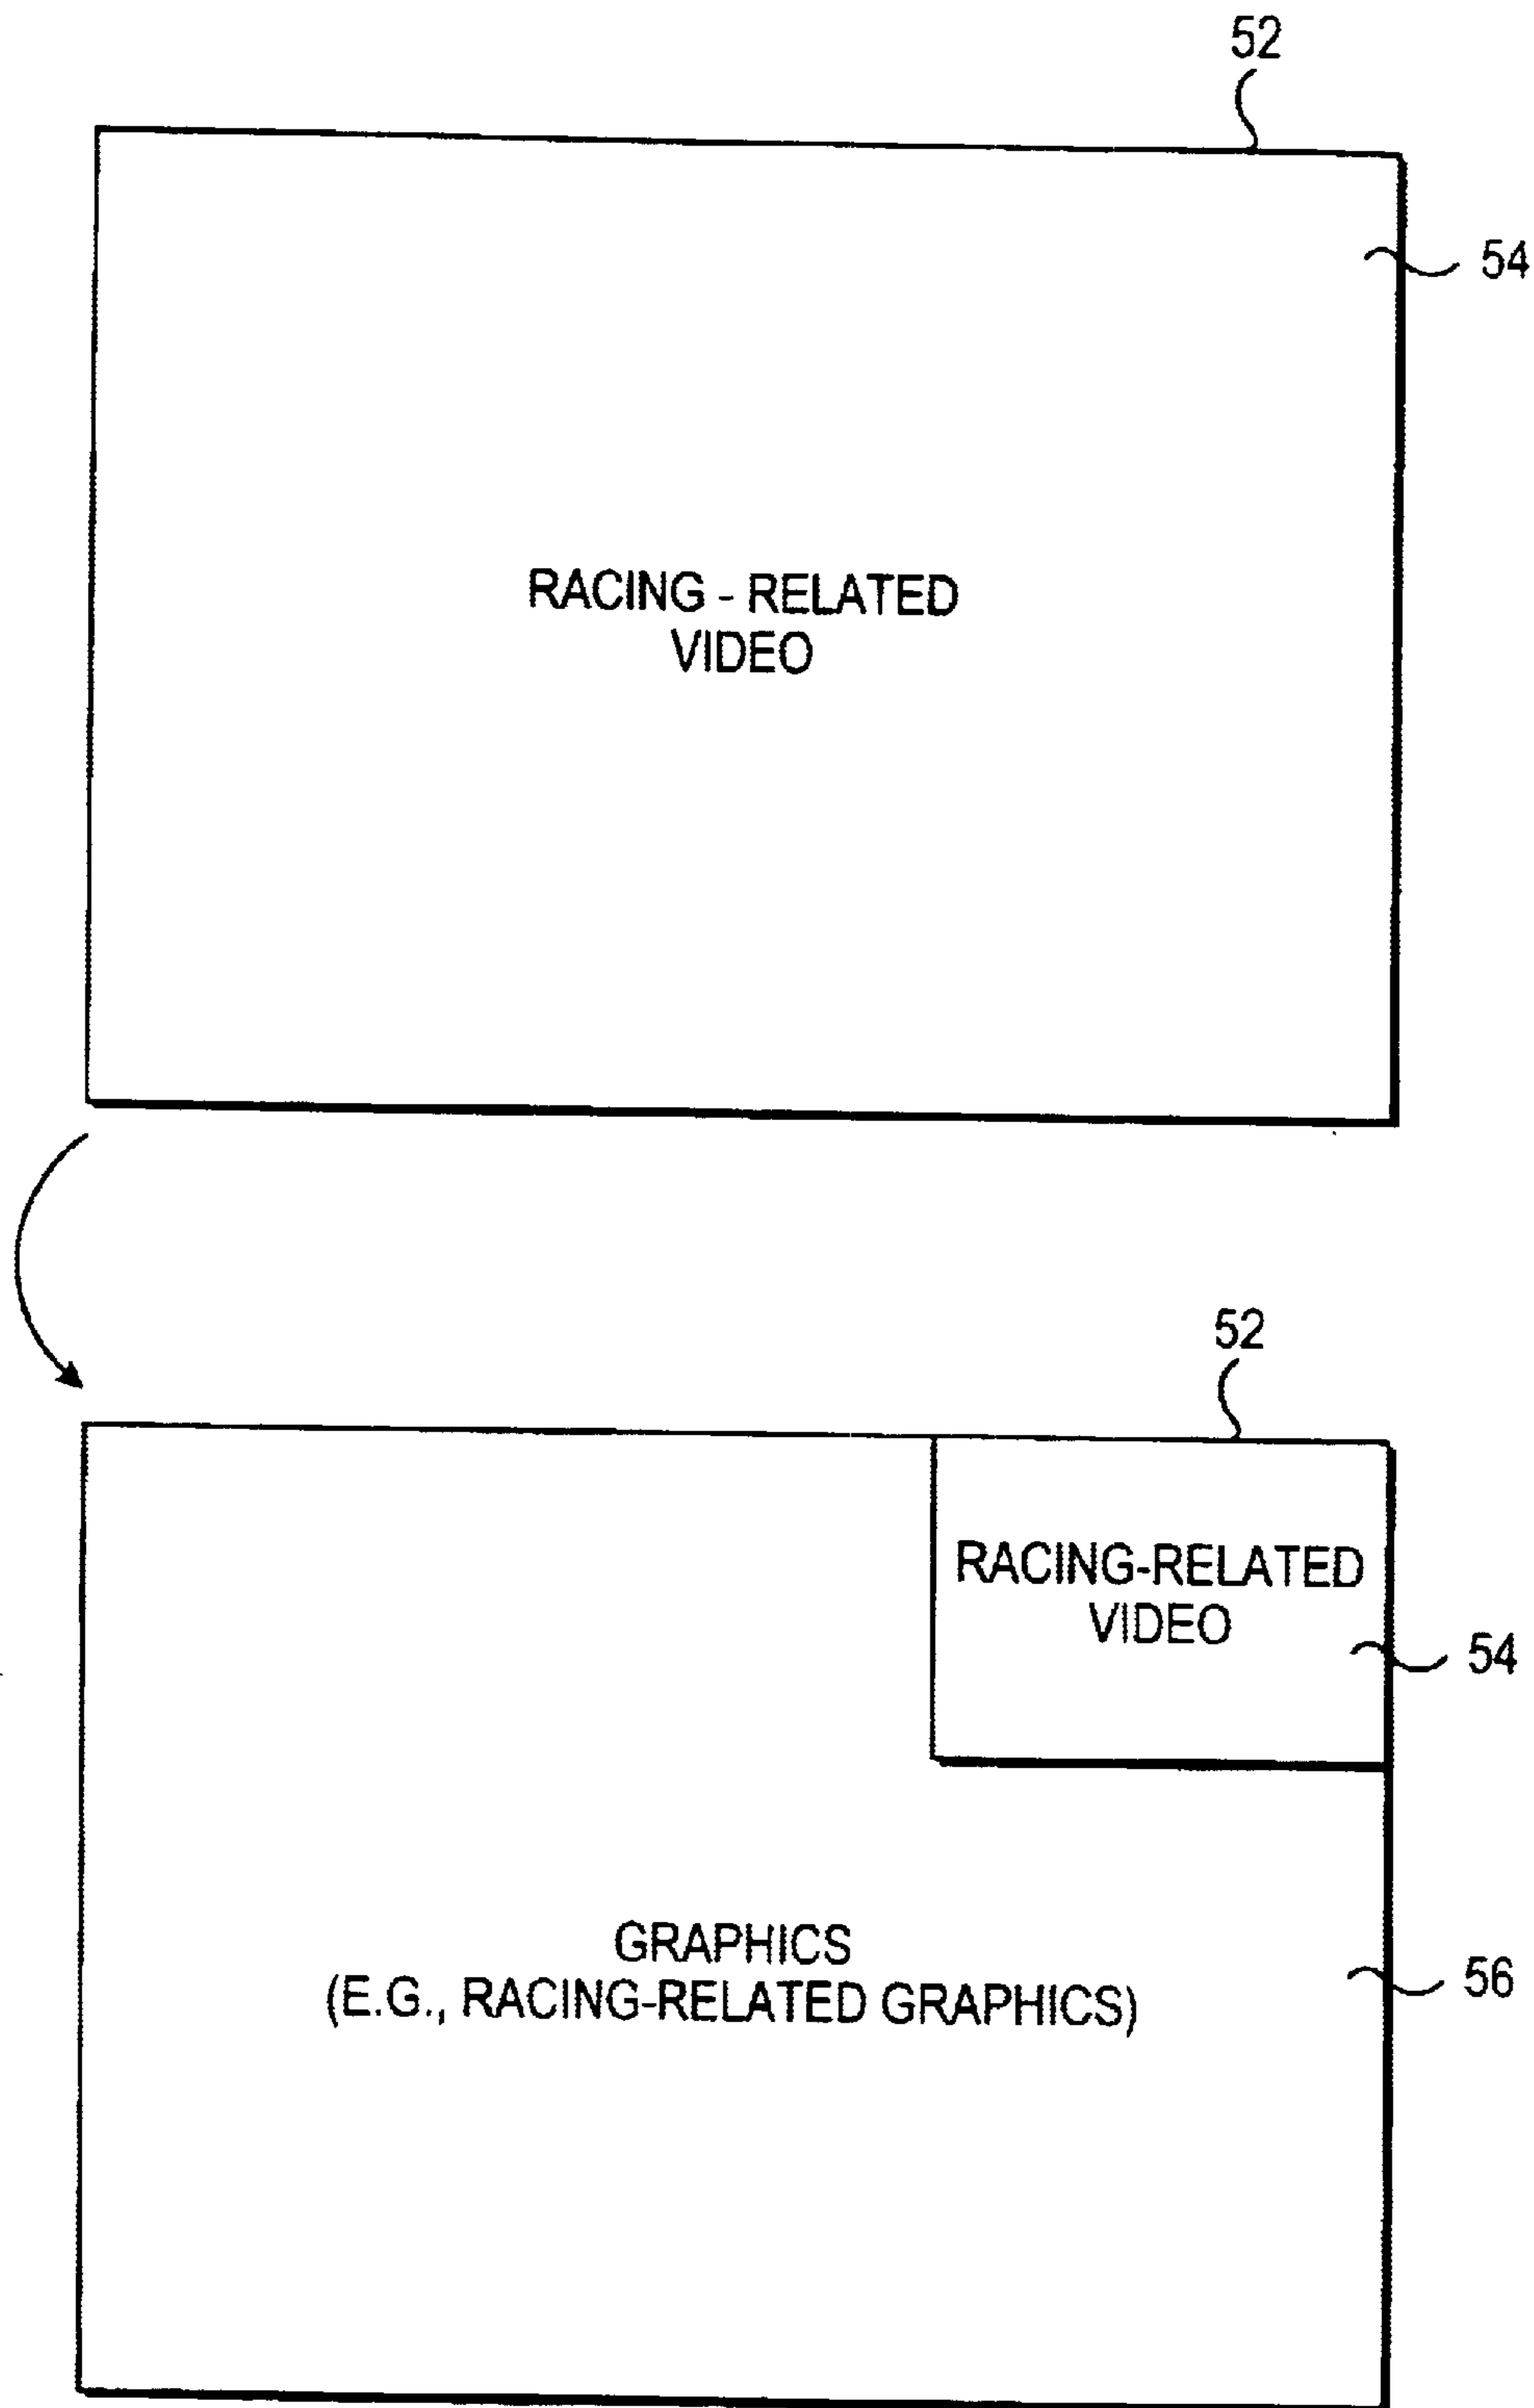 52
54
RACING - RELATED
VIDEO
52
RACING-RELATED
VIDEO
54
GRAPHICS
(E.G., RACING-RELATED GRAPHICS)
56